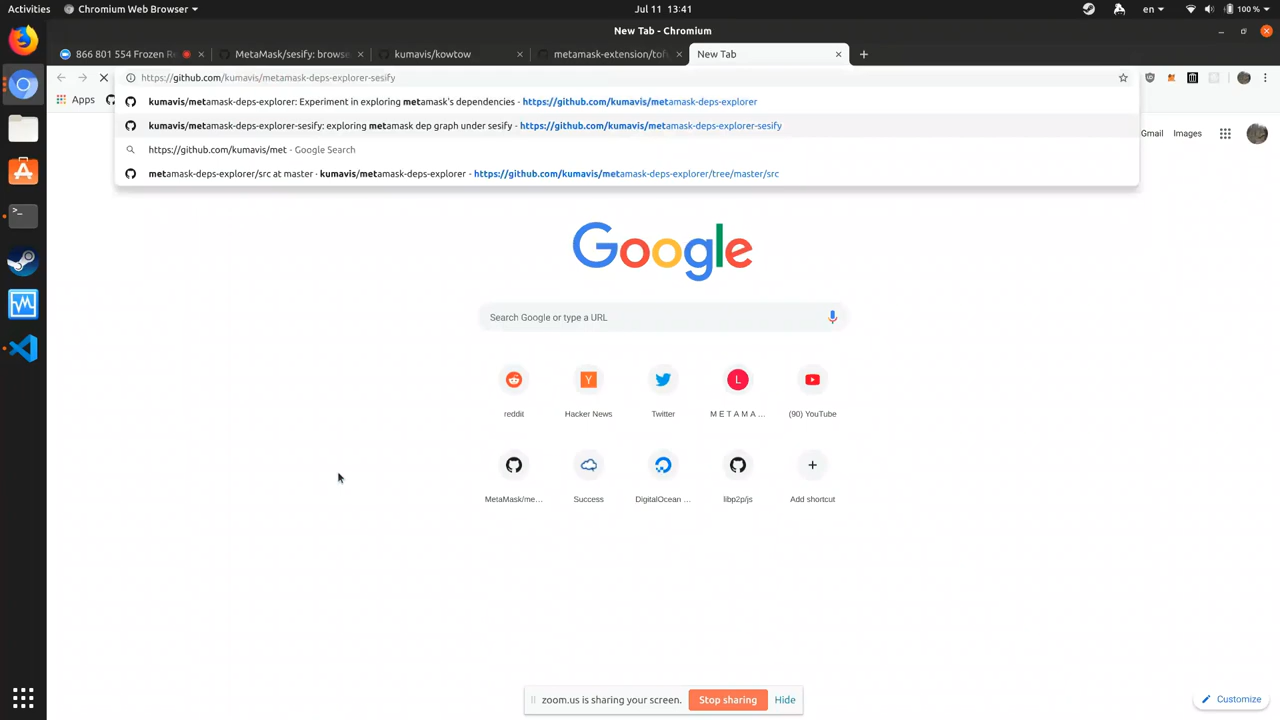 Activities Chromium Web Browser Jul 11 13:41 en 100 %
New Tab - Chromium
866 801 554 Frozen Re MetaMask/sesify: browse kumavis/kowtow metamask-extension/tof New Tab
https://github.com/kumavis/metamask-deps-explorer-sesify
Apps
kumavis/metamask-deps-explorer: Experiment in exploring metamask's dependencies - https://github.com/kumavis/metamask-deps-explorer
kumavis/metamask-deps-explorer-sesify: exploring metamask dep graph under sesify - https://github.com/kumavis/metamask-deps-explorer-sesify
https://github.com/kumavis/met - Google Search
metamask-deps-explorer/src at master · kumavis/metamask-deps-explorer - https://github.com/kumavis/metamask-deps-explorer/tree/master/src
Gmail Images
Google
Search Google or type a URL
reddit Hacker News Twitter M E T A M A ... (90) YouTube
MetaMask/me... Success DigitalOcean ... libp2p/js Add shortcut
zoom.us is sharing your screen. Stop sharing Hide
Customize